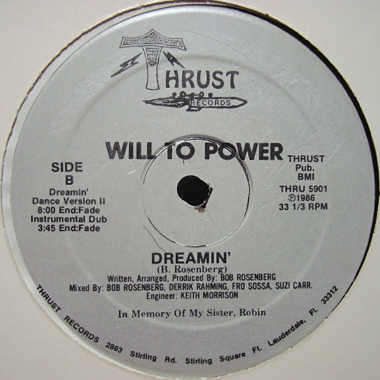 THRUST
RECORDS
WILL TO POWER
SIDE
B
Dreamin'
Dance Version II
8:00 End:Fade
Instrumental Dub
3:45 End:Fade
THRUST
Pub.
BMI
THRU 5901
℗1986
33 1/3 RPM
DREAMIN'
(B. Rosenberg)
Written, Arranged, Produced By: BOB ROSENBERG
Mixed By: BOB ROSENBERG, DERRIK RAHMING, FRO SOSSA, SUZI CARR.
Engineer: KEITH MORRISON
In Memory Of My Sister, Robin
THRUST RECORDS 2863 Stirling Rd. Stirling Square Ft. Lauderdale, Fl. 33312